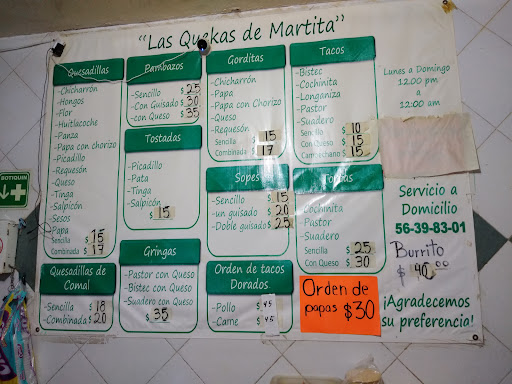 "Las Quekas de Martita"
Quesadillas
-Chicharrón
-Hongos
-Flor
-Huitlacoche
-Panza
-Papa con chorizo
-Picadillo
-Requesón
-Queso
-Tinga
-Salpicón
-Sesos
-Papa
Sencilla $ 15
Combinada $ 17
Quesadillas de
Comal
-Sencilla $ 18
-Combinada $ 20
Pambazos
-Sencillo $ 25
-Con Guisado $ 30
-con Queso $ 35
Tostadas
-Picadillo
-Pata
-Tinga
-Salpicón
$ 15
Gringas
-Pastor con Queso
-Bistec con Queso
-Suadero con Queso
$ 35
Gorditas
-Chicharrón
-Papa
-Papa con Chorizo
-Queso
-Requesón
Sencilla $ 15
Combinada $ 17
Sopes
-Sencillo $ 15
-un guisado $ 20
-Doble guisado $ 25
Orden de tacos
Dorados
-Pollo $ 45
-Carne $ 45
Tacos
-Bistec
-Cochinita
-Longaniza
-Pastor
-Suadero
Sencillo $ 10
Con Queso $ 15
Campechano $ 15
Tortas
-Cochinita
-Pastor
-Suadero
Sencilla $ 25
Con Queso $ 30
Orden de
papas $30
Lunes a Domingo
12:00 pm
a
12:00 am
Servicio a
Domicilio
56-39-83-01
Burrito
$ 40.00
¡Agradecemos
su preferencia!
BOTIQUIN